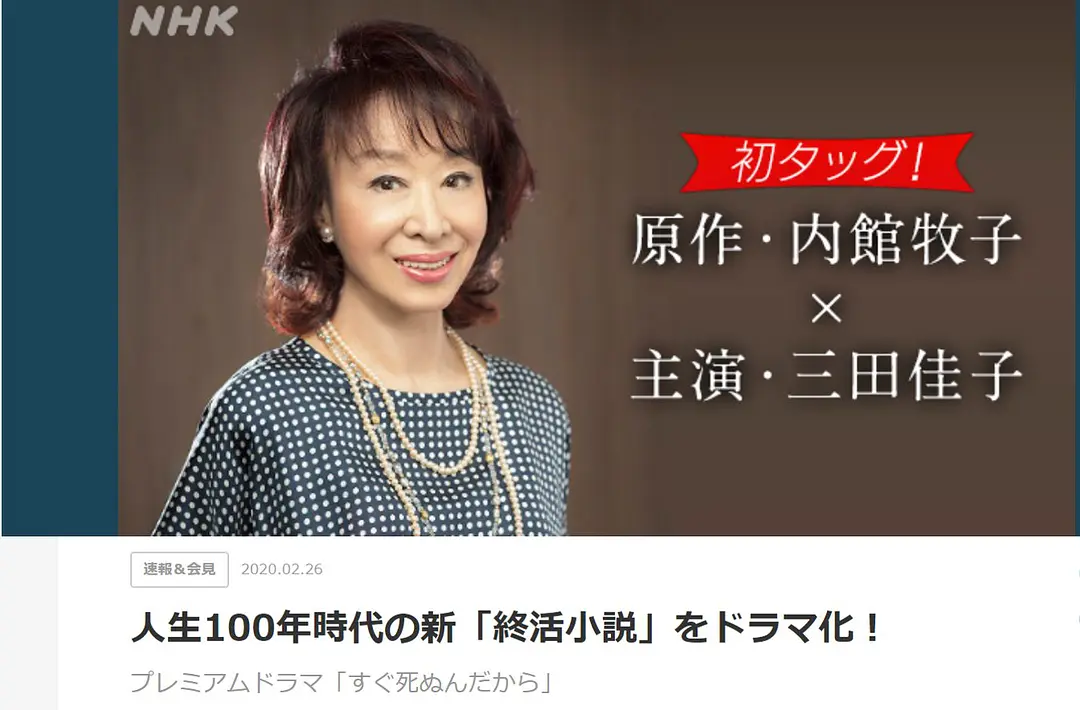 NHK
初タッグ!
原作・内館牧子
×
主演・三田佳子
速報&会見
2020.02.26
人生100年時代の新「終活小説」をドラマ化！
プレミアムドラマ「すぐ死ぬんだから」